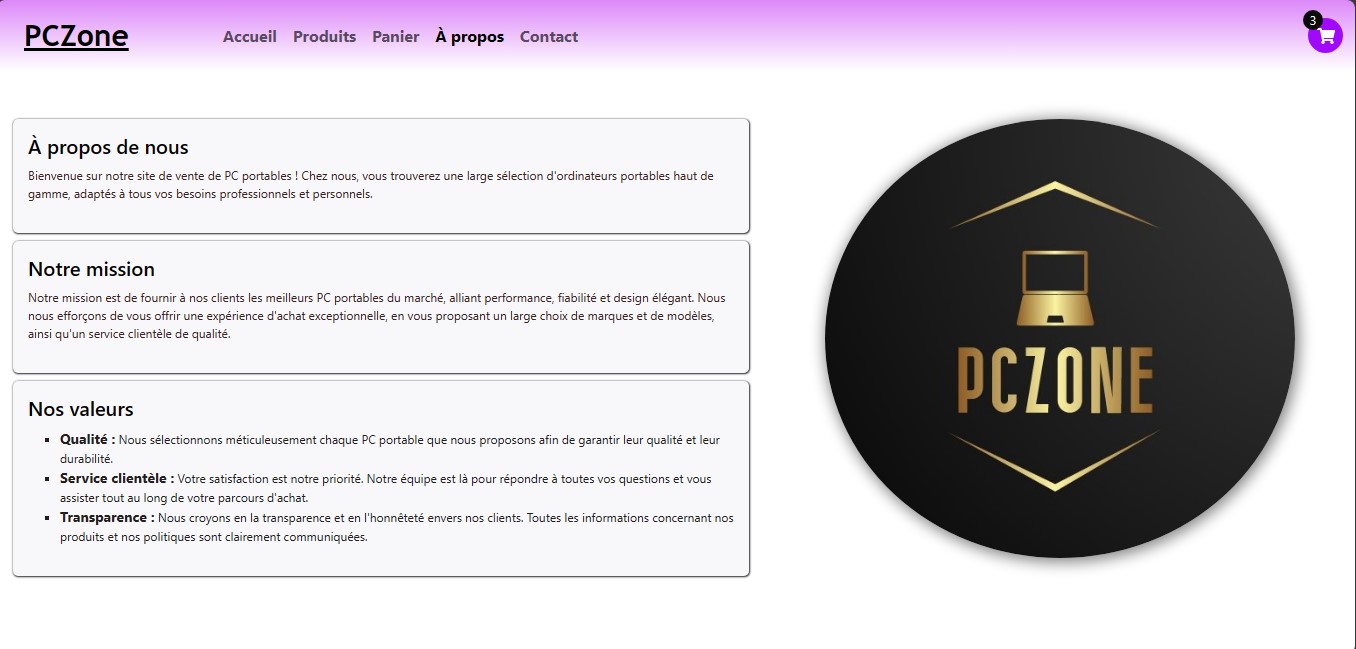 PCZone
Accueil Produits Panier À propos Contact
3
À propos de nous
Bienvenue sur notre site de vente de PC portables ! Chez nous, vous trouverez une large sélection d'ordinateurs portables haut de
gamme, adaptés à tous vos besoins professionnels et personnels.
Notre mission
Notre mission est de fournir à nos clients les meilleurs PC portables du marché, alliant performance, fiabilité et design élégant. Nous
nous efforçons de vous offrir une expérience d'achat exceptionnelle, en vous proposant un large choix de marques et de modèles,
ainsi qu'un service clientèle de qualité.
Nos valeurs
Qualité : Nous sélectionnons méticuleusement chaque PC portable que nous proposons afin de garantir leur qualité et leur
durabilité.
Service clientèle : Votre satisfaction est notre priorité. Notre équipe est là pour répondre à toutes vos questions et vous
assister tout au long de votre parcours d'achat.
Transparence : Nous croyons en la transparence et en l'honnêteté envers nos clients. Toutes les informations concernant nos
produits et nos politiques sont clairement communiquées.
PCZONE